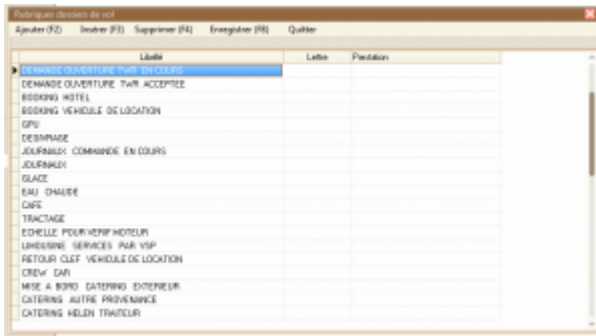 Rubriques dossier de vol
Ajouter (F2) Insérer (F3) Supprimer (F4) Enregistrer (F8) Quitter
Libellé Lettre Prestation
DEMANDE OUVERTURE TWR EN COURS
DEMANDE OUVERTURE TWR ACCEPTEE
BOOKING HOTEL
BOOKING VEHICULE DE LOCATION
GPU
DEGIVRAGE
JOURNAUX COMMANDE EN COURS
JOURNAUX
GLACE
EAU CHAUDE
CAFE
TRACTAGE
ECHELLE POUR VERIF MOTEUR
LIMOUSINE SERVICES PAR VSP
RETOUR CLEF VEHICULE DE LOCATION
CREW CAR
MISE A BORD CATERING EXTERIEUR
CATERING AUTRE PROVENANCE
CATERING HELEN TRAITEUR